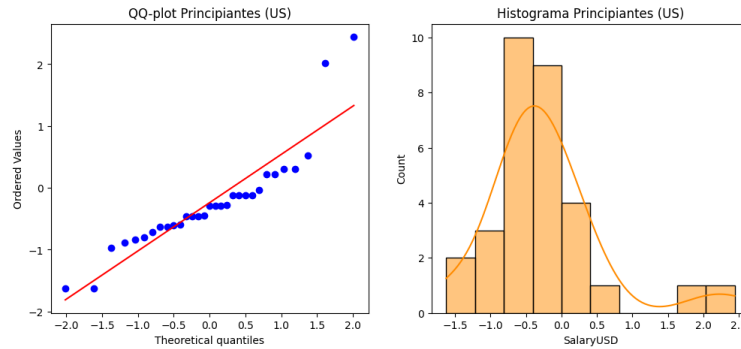 QQ-plot Principiantes (US)
Ordered Values
2
1
0
−1
−2
−2.0 −1.5 −1.0 −0.5 0.0 0.5 1.0 1.5 2.0
Theoretical quantiles
Histograma Principiantes (US)
Count
10
8
6
4
2
0
−1.5 −1.0 −0.5 0.0 0.5 1.0 1.5 2.0
SalaryUSD